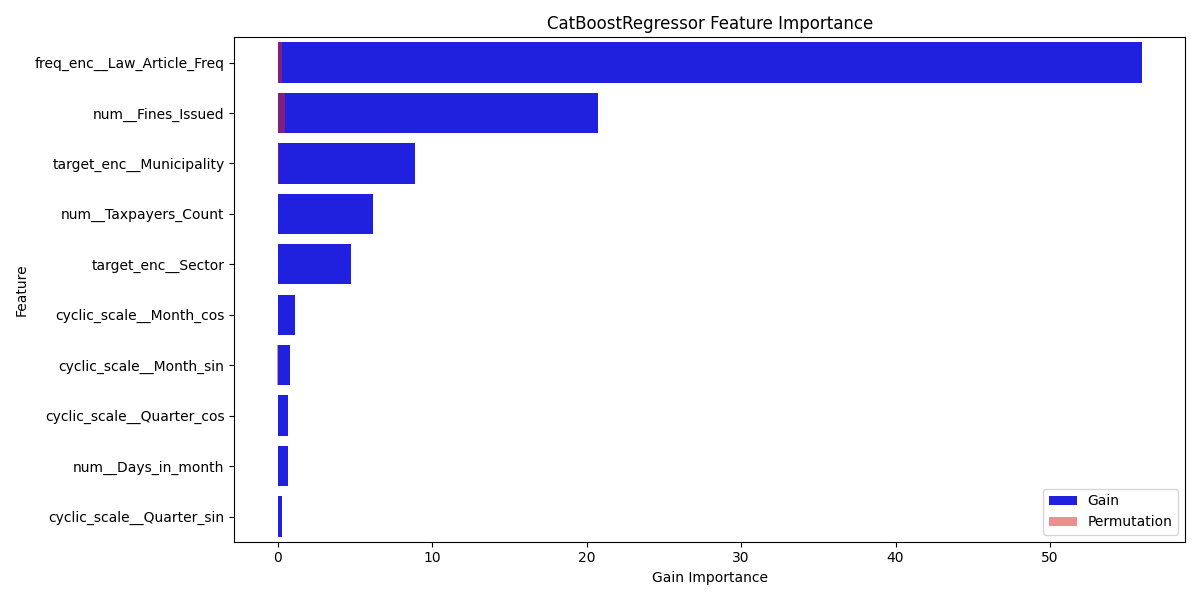 CatBoostRegressor Feature Importance
freq_enc__Law_Article_Freq
num__Fines_Issued
target_enc__Municipality
num__Taxpayers_Count
target_enc__Sector
cyclic_scale__Month_cos
cyclic_scale__Month_sin
cyclic_scale__Quarter_cos
num__Days_in_month
cyclic_scale__Quarter_sin
Feature
0 10 20 30 40 50
Gain Importance
Gain
Permutation